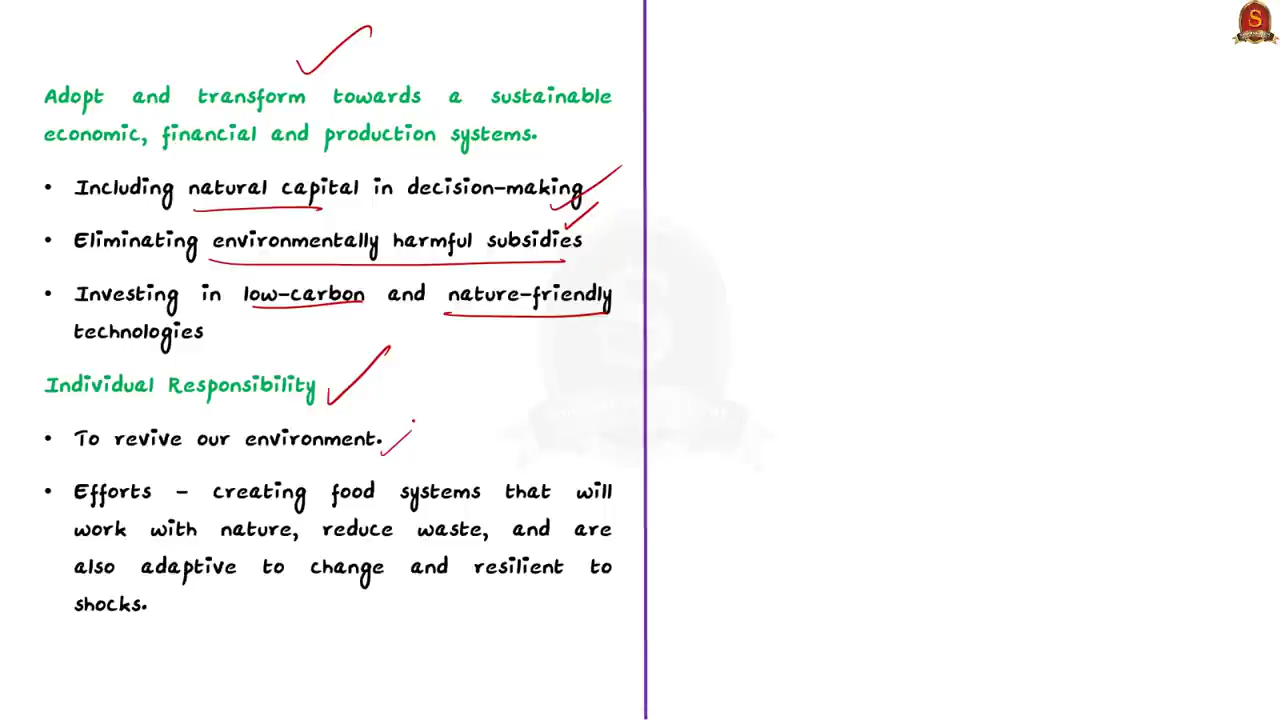 Adopt and transform towards a sustainable
economic, financial and production systems.
• Including natural capital in decision-making
• Eliminating environmentally harmful subsidies
• Investing in low-carbon and nature-friendly
technologies
Individual Responsibility
• To revive our environment.
• Efforts - creating food systems that will
work with nature, reduce waste, and are
also adaptive to change and resilient to
shocks.
S